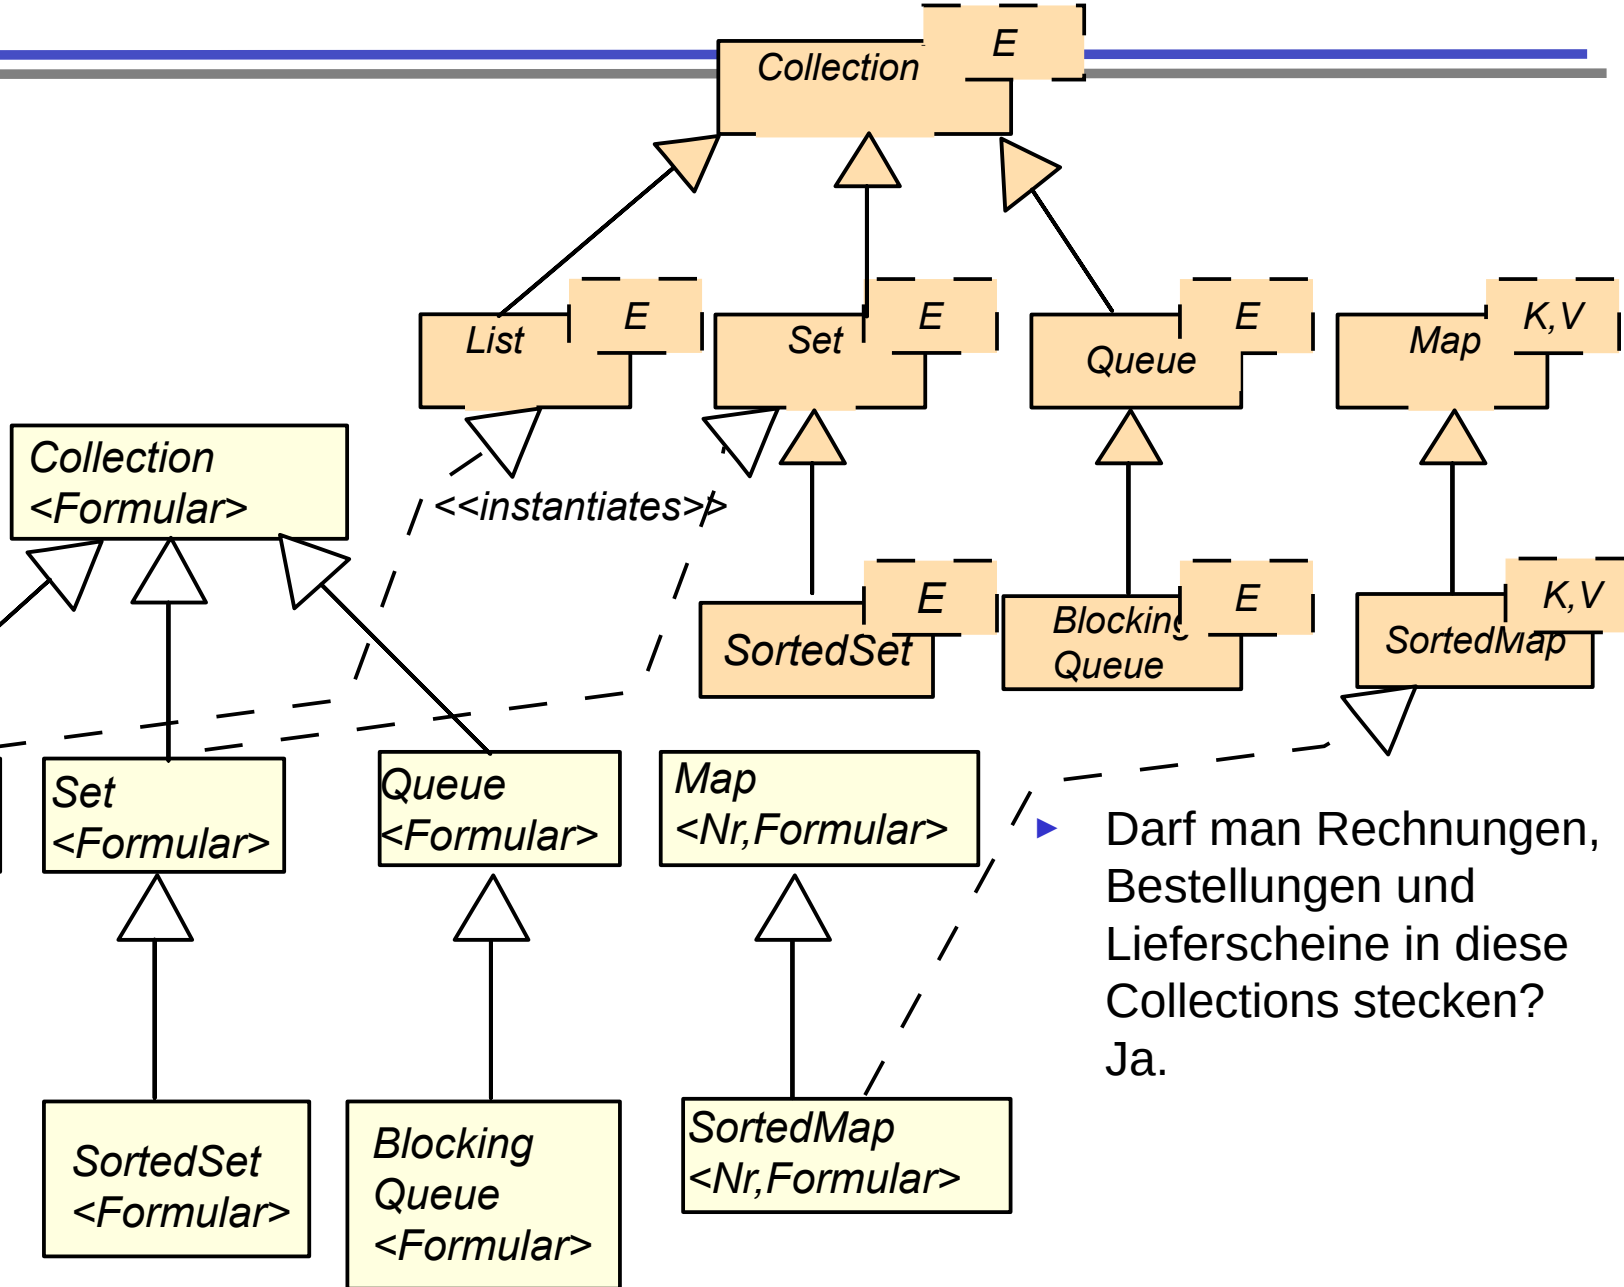 Collection
E
List
E
Set
E
Queue
E
Map
K,V
Collection
<Formular>
<<instantiates>>
SortedSet
E
Blocking
Queue
E
SortedMap
K,V
Set
<Formular>
Queue
<Formular>
Map
<Nr,Formular>
Darf man Rechnungen,
Bestellungen und
Lieferscheine in diese
Collections stecken?
Ja.
SortedSet
<Formular>
Blocking
Queue
<Formular>
SortedMap
<Nr,Formular>